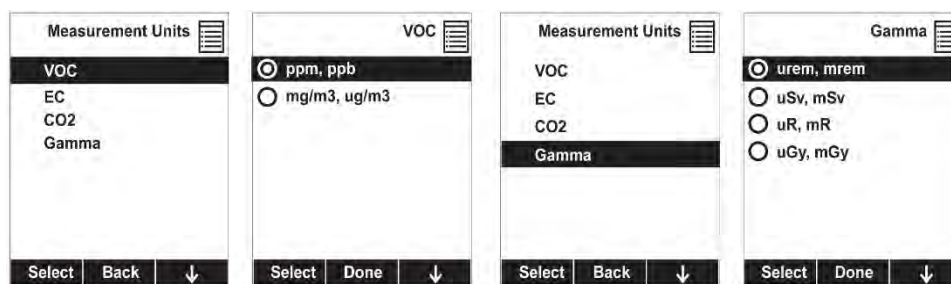 Measurement Units
VOC
EC
CO2
Gamma
Select Back ↓
VOC
ppm, ppb
mg/m3, ug/m3
Select Done ↓
Measurement Units
VOC
EC
CO2
Gamma
Select Back ↓
Gamma
urem, mrem
uSv, mSv
uR, mR
uGy, mGy
Select Done ↓